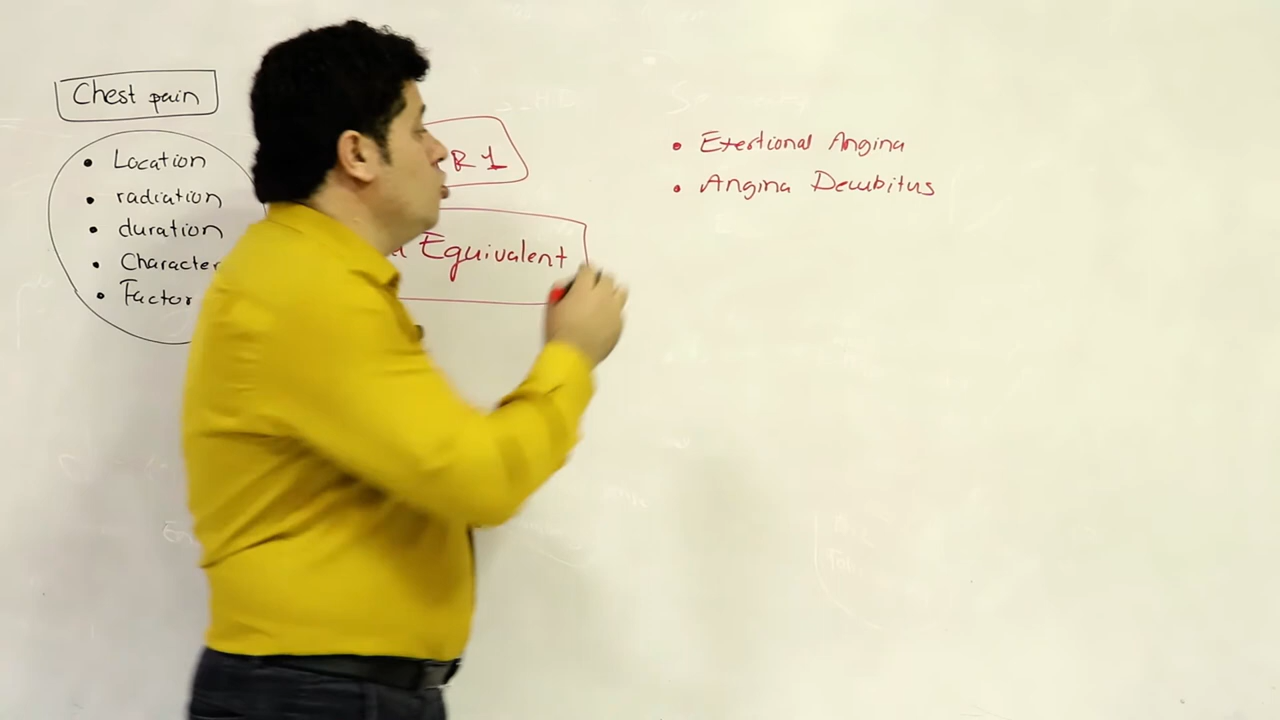 Chest pain
• Location
• radiation
• duration
• Character
• Factor
R 1
Equivalent
• Exertional Angina
• Angina Decubitus